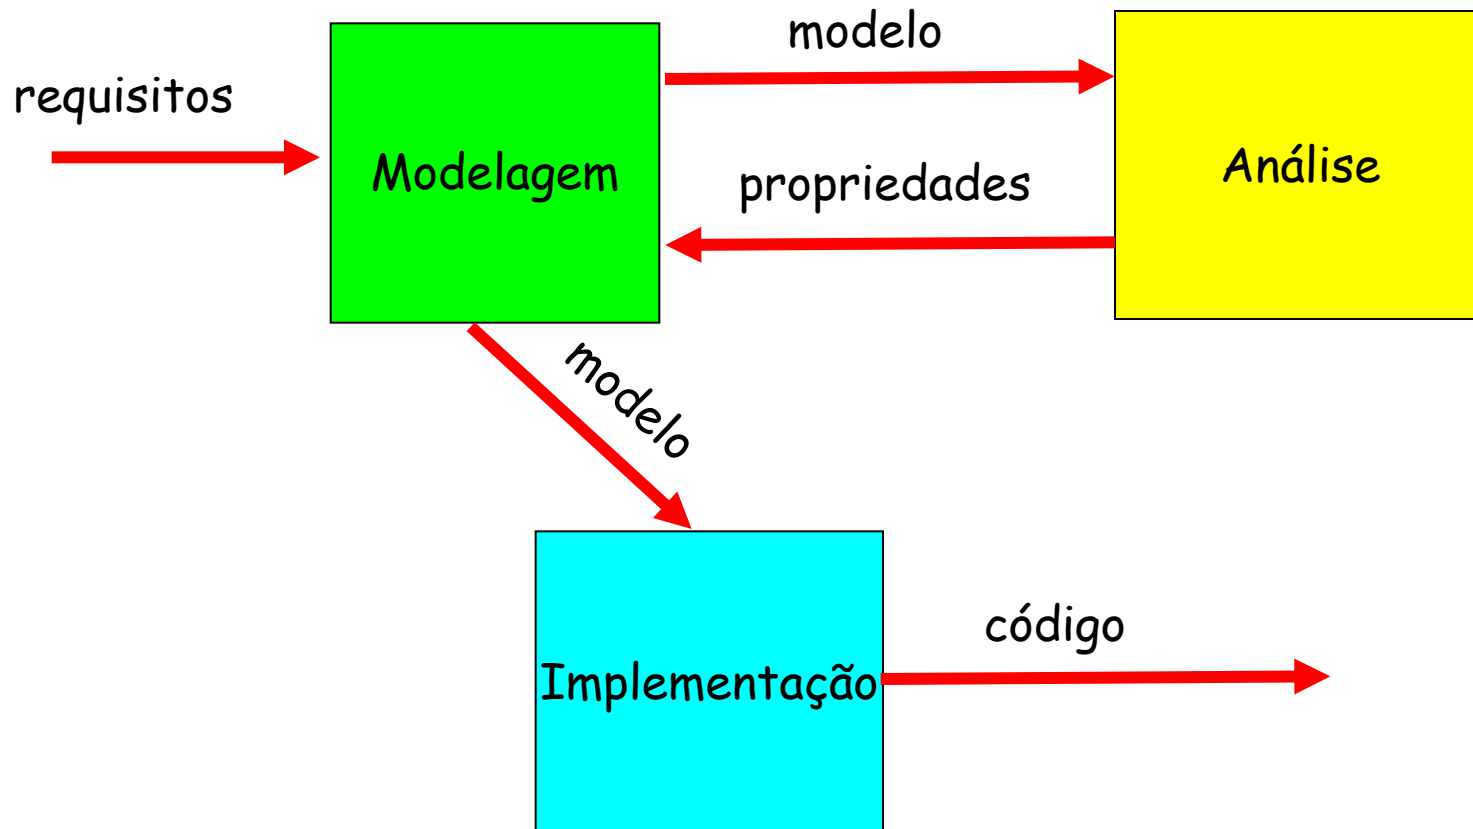 modelo
requisitos
Modelagem
propriedades
Análise
modelo
código
Implementação